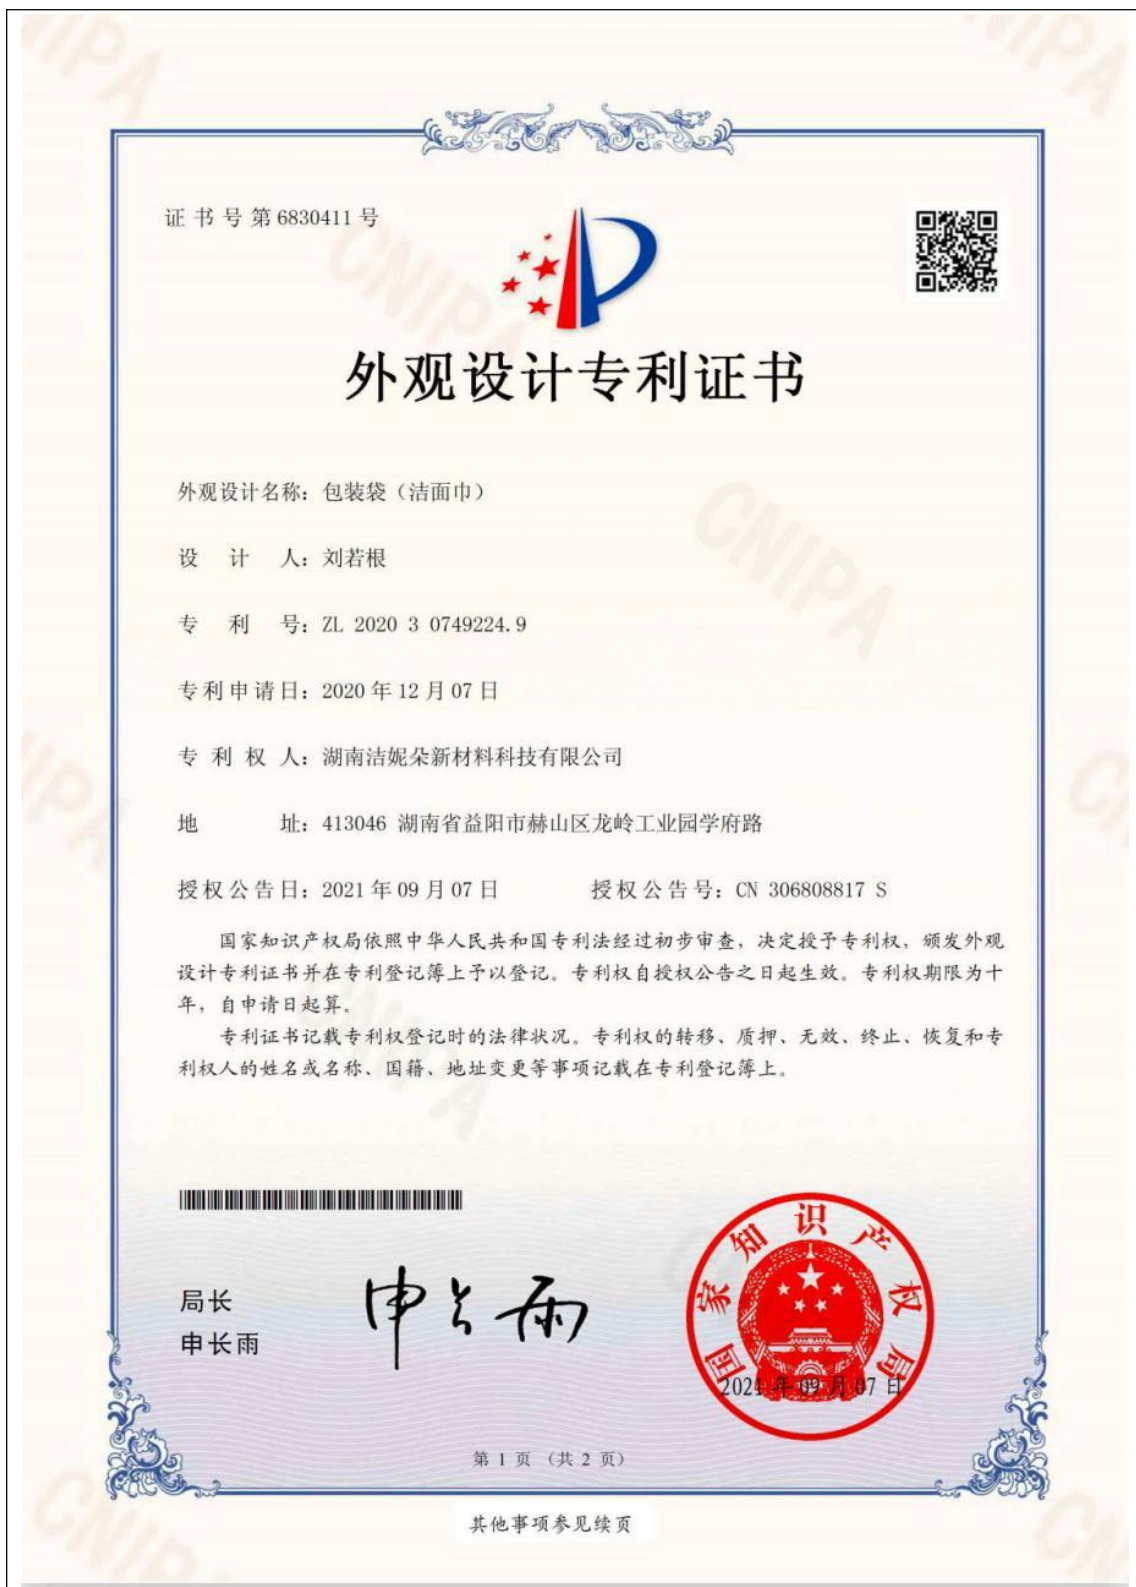 证书号第6830411号
外观设计专利证书
外观设计名称：包装袋（洁面巾）
设计人：刘若根
专利号：ZL 2020 3 0749224.9
专利申请日：2020年12月07日
专利权人：湖南洁妮朵新材料科技有限公司
地址：413046 湖南省益阳市赫山区龙岭工业园学府路
授权公告日：2021年09月07日 授权公告号：CN 306808817 S
国家知识产权局依照中华人民共和国专利法经过初步审查，决定授予专利权，颁发外观
设计专利证书并在专利登记簿上予以登记。专利权自授权公告之日起生效。专利权期限为十
年，自申请日起算。
专利证书记载专利权登记时的法律状况。专利权的转移、质押、无效、终止、恢复和专
利权人的姓名或名称、国籍、地址变更等事项记载在专利登记簿上。
局长
申长雨
申长雨
国家知识产权局
2021年09月07日
第 1 页 （共 2 页）
其他事项参见续页
CNIPA
CNIPA
CNIPA
CNIPA
CNIPA